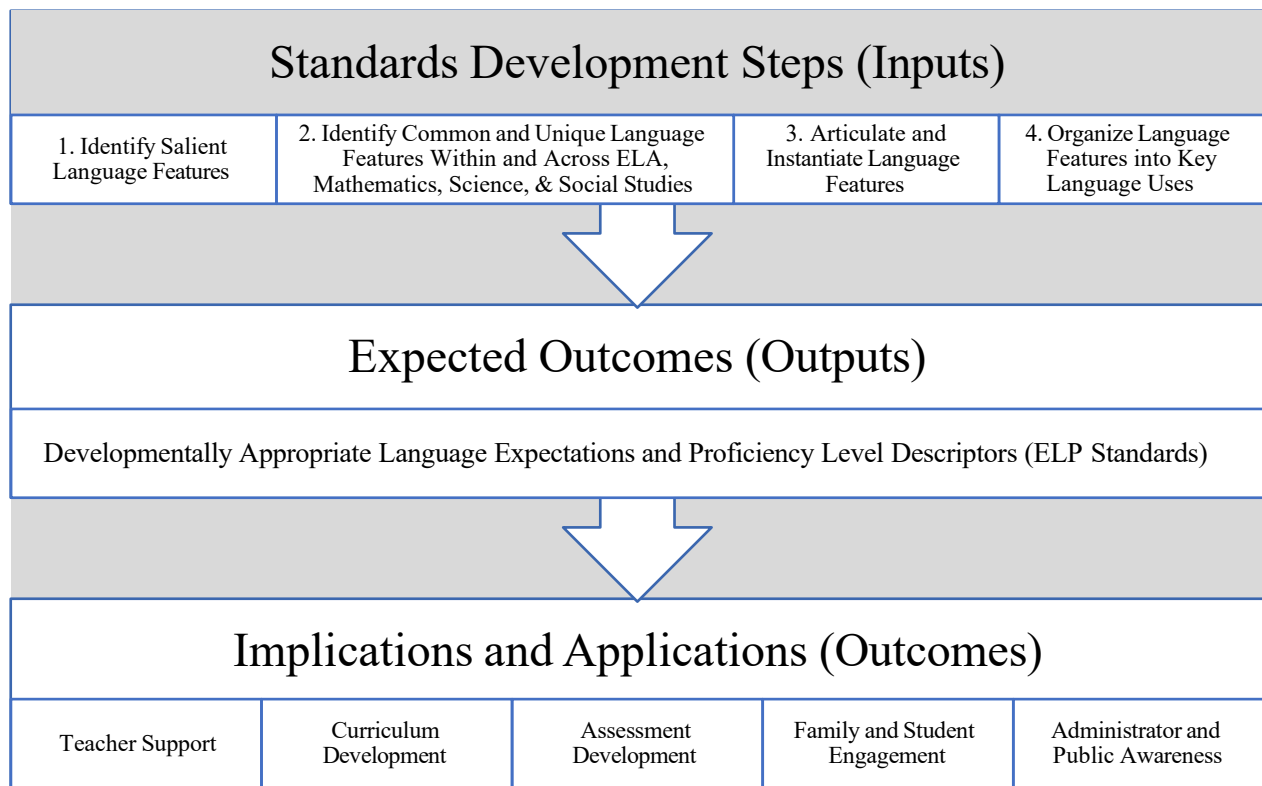 Standards Development Steps (Inputs)
1. Identify Salient
Language Features
2. Identify Common and Unique Language
Features Within and Across ELA,
Mathematics, Science, & Social Studies
3. Articulate and
Instantiate Language
Features
4. Organize Language
Features into Key
Language Uses
Expected Outcomes (Outputs)
Developmentally Appropriate Language Expectations and Proficiency Level Descriptors (ELP Standards)
Implications and Applications (Outcomes)
Teacher Support
Curriculum
Development
Assessment
Development
Family and Student
Engagement
Administrator and
Public Awareness